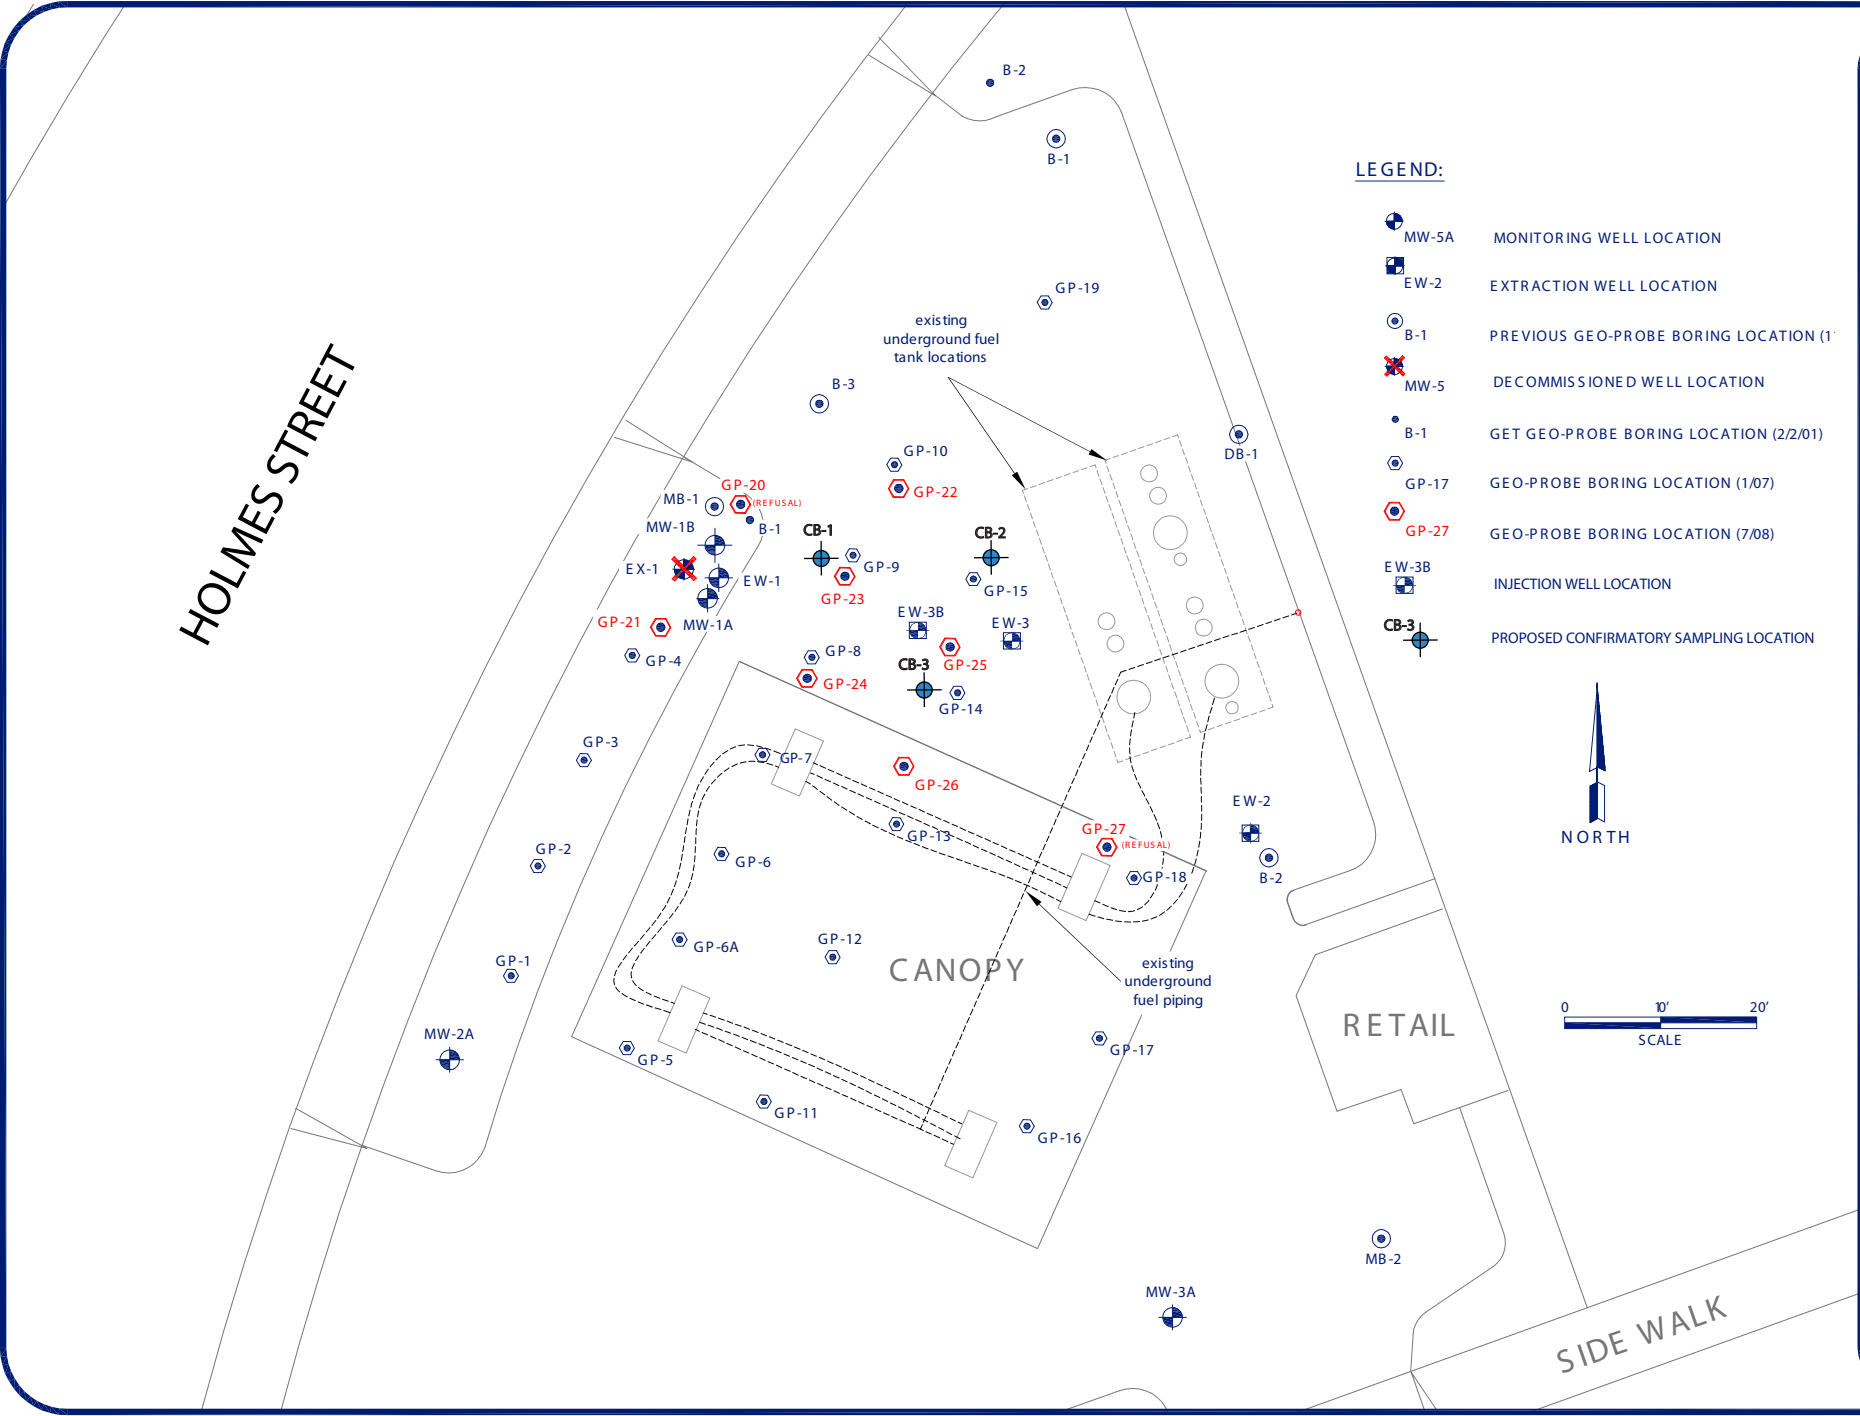 B-2
B-1
LEGEND:
MW-5A MONITORING WELL LOCATION
EW-2 EXTRACTION WELL LOCATION
B-1 PREVIOUS GEO-PROBE BORING LOCATION (1
MW-5 DECOMMISSIONED WELL LOCATION
B-1 GET GEO-PROBE BORING LOCATION (2/2/01)
GP-17 GEO-PROBE BORING LOCATION (1/07)
GP-27 GEO-PROBE BORING LOCATION (7/08)
EW-3B INJECTION WELL LOCATION
CB-3 PROPOSED CONFIRMATORY SAMPLING LOCATION
NORTH
0 10' 20'
SCALE
HOLMES STREET
GP-19
existing
underground fuel
tank locations
B-3
DB-1
GP-10
GP-22
GP-20
(REFUSAL)
MB-1
B-1
MW-1B
CB-1
CB-2
EX-1
EW-1
GP-9
GP-23
GP-15
MW-1A
GP-21
EW-3B
EW-3
GP-4
GP-8
GP-25
CB-3
GP-24
GP-14
GP-3
GP-7
GP-26
EW-2
GP-27
(REFUSAL)
GP-13
GP-2
GP-6
GP-18
B-2
GP-12
GP-6A
GP-1
CANOPY
existing
underground
fuel piping
RETAIL
MW-2A
GP-5
GP-17
GP-11
GP-16
MB-2
MW-3A
SIDE WALK